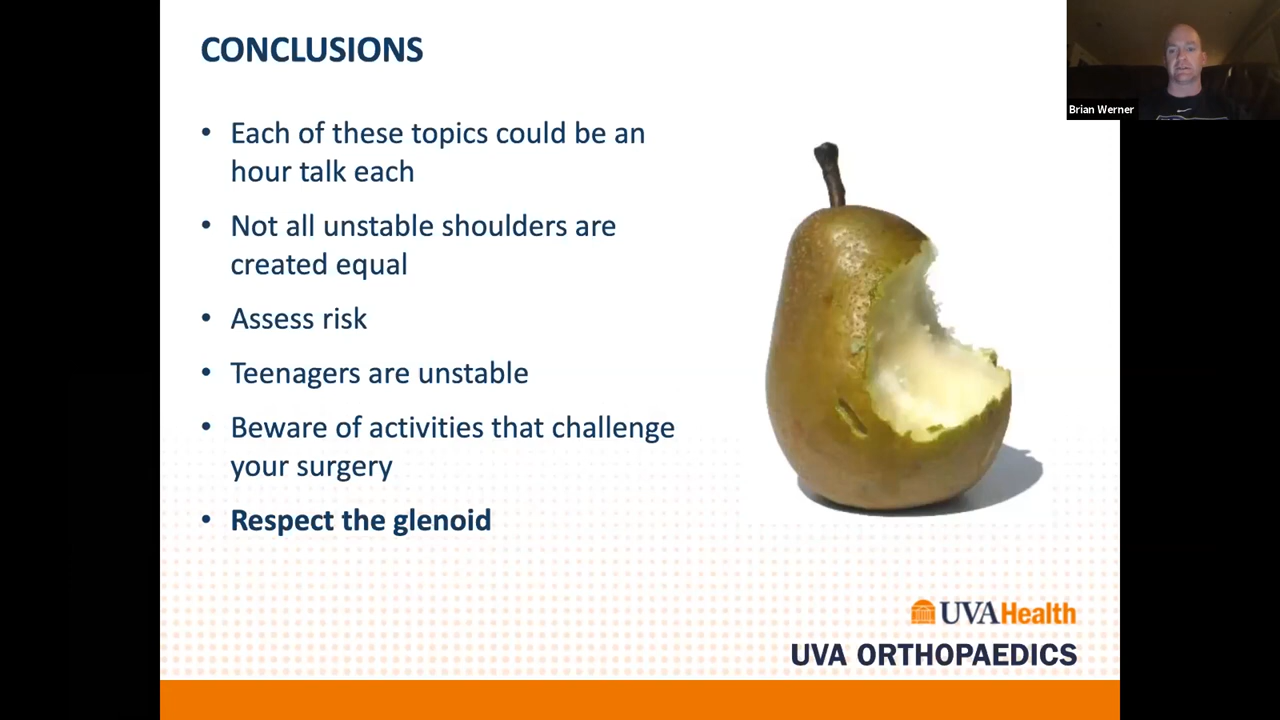 CONCLUSIONS
Brian Werner
• Each of these topics could be an
hour talk each
• Not all unstable shoulders are
created equal
• Assess risk
• Teenagers are unstable
• Beware of activities that challenge
your surgery
• Respect the glenoid
UVAHealth
UVA ORTHOPAEDICS